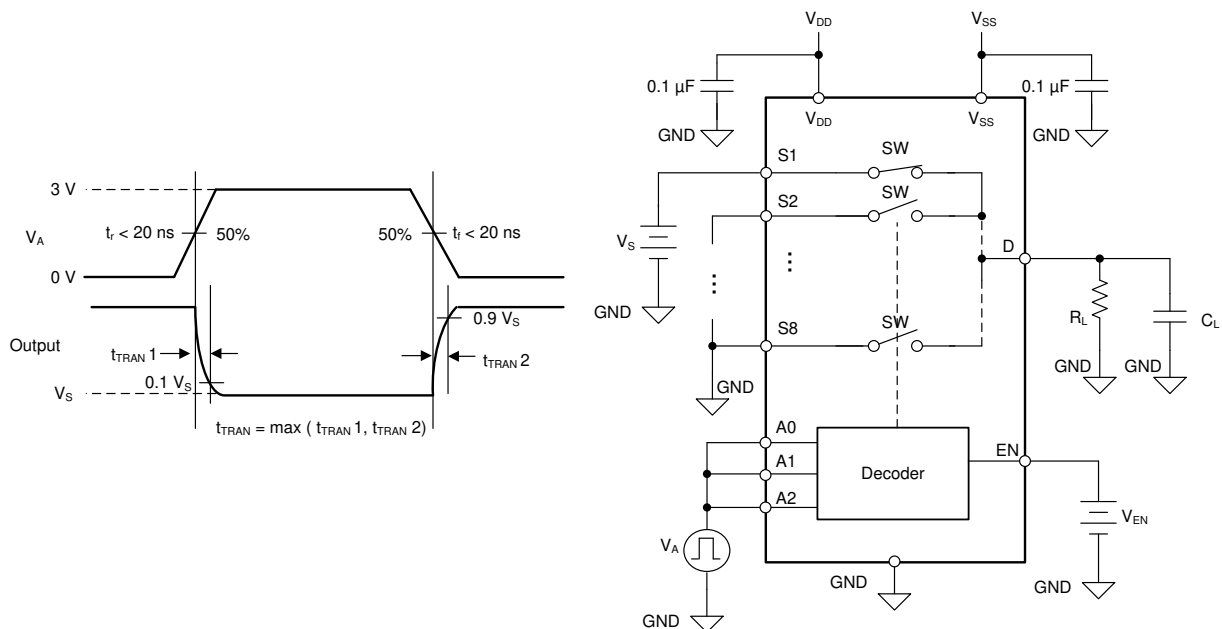 3 V
V_A
t_r < 20 ns
50%
50%
t_f < 20 ns
0 V
0.9 V_S
Output
t_TRAN 1
t_TRAN 2
0.1 V_S
V_S
t_TRAN = max ( t_TRAN 1, t_TRAN 2)
V_DD
V_SS
0.1 µF
0.1 µF
V_DD
V_SS
GND
GND
S1
SW
S2
SW
V_S
...
...
D
GND
S8
SW
R_L
C_L
GND
GND
GND
A0
A1
Decoder
EN
A2
V_A
V_EN
GND
GND
GND